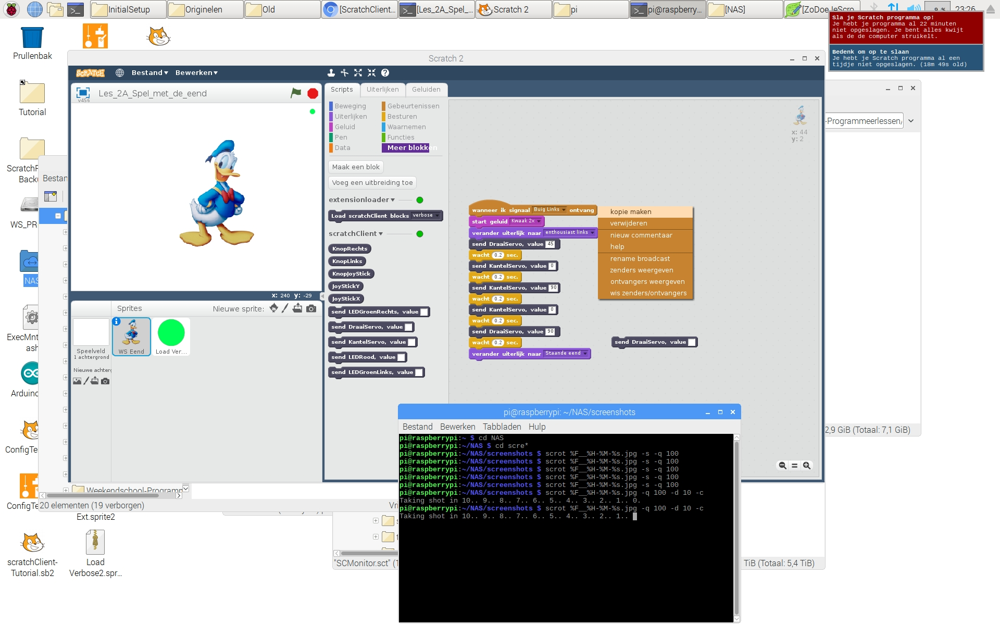 InitialSetup
Originelen
Old
[ScratchClient...
[Les_2A_Spel_...
Scratch 2
pi
pi@raspberry...
[NAS]
[ZoDoeJeScro
23:26
Sla je Scratch programma op!
Je hebt je programma al 22 minuten
niet opgeslagen. Je bent alles kwijt
als de de computer struikelt.
Bedenk om op te slaan
Je hebt je Scratch programma al een
tijdje niet opgeslagen. (18m 49s old)
Prullenbak
Tutorial
Scratch 2
SCRATCH
Bestand
Bewerken
v456
Les_2A_Spel_met_de_eend
x: 240 y: -29
Sprites
Nieuwe sprite:
Speelveld
1 achtergrond
Nieuwe achterg
WS Eend
Load Ver...
Scripts
Uiterlijken
Geluiden
Beweging
Gebeurtenissen
Uiterlijken
Besturen
Geluid
Waarnemen
Pen
Functies
Data
Meer blokken
Maak een blok
Voeg een uitbreiding toe
extensionloader
Load scratchClient blocks verbose
scratchClient
KnopRechts
KnopLinks
KnopJoyStick
JoyStickY
JoyStickX
send LEDGroenRechts, value
send DraaiServo, value
send KantelServo, value
send LEDRood, value
send LEDGroenLinks, value
x: 44
y: 2
wanneer ik signaal Buig Links ontvang
start geluid Kwaak 2x
verander uiterlijk naar enthousiast links
send DraaiServo, value 45
wacht 0.2 sec.
send KantelServo, value 0
wacht 0.2 sec.
send KantelServo, value 90
wacht 0.2 sec.
send KantelServo, value 0
wacht 0.2 sec.
send DraaiServo, value 90
wacht 0.2 sec.
verander uiterlijk naar Staande eend
kopie maken
verwijderen
nieuw commentaar
help
rename broadcast
zenders weergeven
ontvangers weergeven
wis zenders/ontvangers
send DraaiServo, value
-Programmeerlessen/
2,9 GiB (Totaal: 7,1 GiB)
Bestan
ScratchP
Backu
WS_PR
NAS
ExecMnt
ash
Arduino
ConfigTe
ConfigTe
Ext.sprite2
scratchClient-
Tutorial.sb2
Load
Verbose2.spr...
Weekendschool-Programm
20 elementen (19 verborgen)
Vri
"SCMonitor.sct" (1
TiB (Totaal: 5,4 TiB)
pi@raspberrypi: ~/NAS/screenshots
Bestand Bewerken Tabbladen Hulp
pi@raspberrypi:~ $ cd NAS
pi@raspberrypi:~/NAS $ cd scre*
pi@raspberrypi:~/NAS/screenshots $ scrot %F__%H-%M-%s.jpg -s -q 100
pi@raspberrypi:~/NAS/screenshots $ scrot %F__%H-%M-%s.jpg -s -q 100
pi@raspberrypi:~/NAS/screenshots $ scrot %F__%H-%M-%s.jpg -s -q 100
pi@raspberrypi:~/NAS/screenshots $ scrot %F__%H-%M-%s.jpg -s -q 100
pi@raspberrypi:~/NAS/screenshots $ scrot %F__%H-%M-%s.jpg -s -q 100
pi@raspberrypi:~/NAS/screenshots $ scrot %F__%H-%M-%s.jpg -q 100 -d 10 -c
Taking shot in 10.. 9.. 8.. 7.. 6.. 5.. 4.. 3.. 2.. 1.. 0.
pi@raspberrypi:~/NAS/screenshots $ scrot %F__%H-%M-%s.jpg -q 100 -d 10 -c
Taking shot in 10.. 9.. 8.. 7.. 6.. 5.. 4.. 3.. 2.. 1..